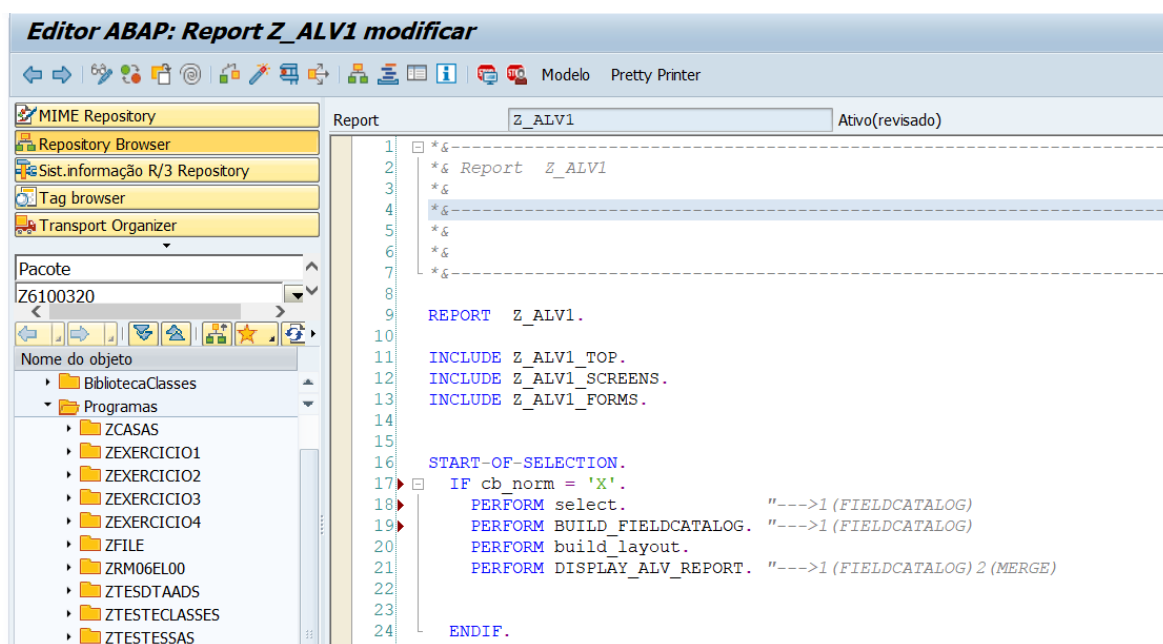 Editor ABAP: Report Z_ALV1 modificar
Modelo Pretty Printer
MIME Repository
Repository Browser
Sist.informação R/3 Repository
Tag browser
Transport Organizer
Pacote
Z6100320
Nome do objeto
BibliotecaClasses
Programas
ZCASAS
ZEXERCICIO1
ZEXERCICIO2
ZEXERCICIO3
ZEXERCICIO4
ZFILE
ZRM06EL00
ZTESDTAADS
ZTESTECLASSES
ZTESTESSAS
Report Z_ALV1 Ativo(revisado)
1 *&---------------------------------------------------------------------
2 *& Report  Z_ALV1
3 *&
4 *&---------------------------------------------------------------------
5 *&
6 *&
7 *&---------------------------------------------------------------------
8
9 REPORT  Z_ALV1.
10
11 INCLUDE Z_ALV1_TOP.
12 INCLUDE Z_ALV1_SCREENS.
13 INCLUDE Z_ALV1_FORMS.
14
15
16 START-OF-SELECTION.
17   IF cb_norm = 'X'.
18     PERFORM select.              "--->1(FIELDCATALOG)
19     PERFORM BUILD_FIELDCATALOG. "--->1(FIELDCATALOG)
20     PERFORM build_layout.
21     PERFORM DISPLAY_ALV_REPORT. "--->1(FIELDCATALOG)2(MERGE)
22
23
24   ENDIF.